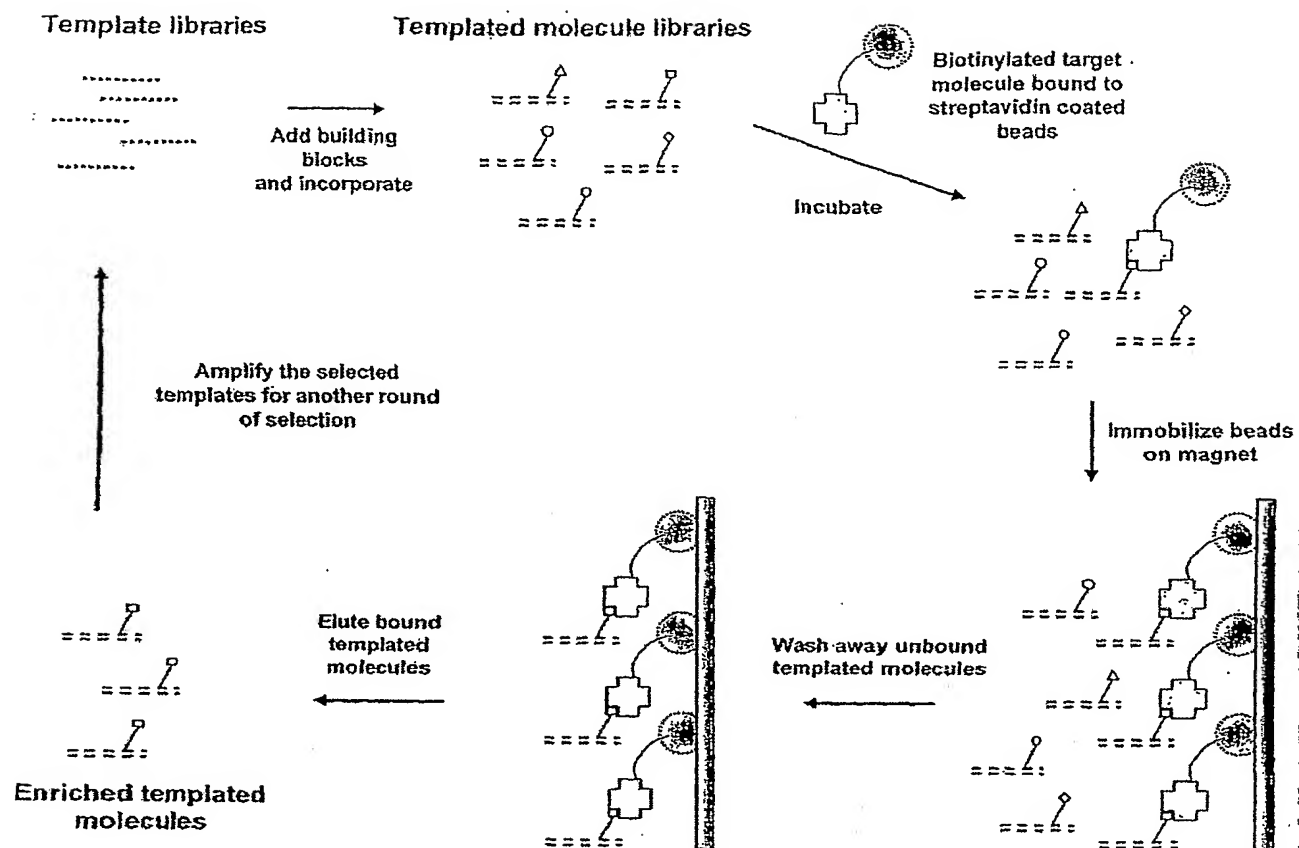 Template libraries
Templated molecule libraries
Add building
blocks
and incorporate
Biotinylated target
molecule bound to
streptavidin coated
beads
Incubate
Immobilize beads
on magnet
Wash away unbound
templated molecules
Elute bound
templated
molecules
Enriched templated
molecules
Amplify the selected
templates for another round
of selection